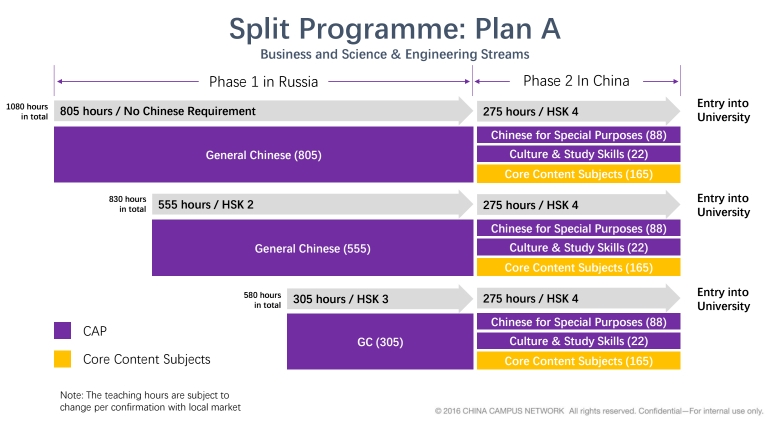 Split Programme: Plan A
Business and Science & Engineering Streams
Phase 1 in Russia
Phase 2 In China
1080 hours
in total
805 hours / No Chinese Requirement
275 hours / HSK 4
Entry into
University
General Chinese (805)
Chinese for Special Purposes (88)
Culture & Study Skills (22)
Core Content Subjects (165)
830 hours
in total
555 hours / HSK 2
275 hours / HSK 4
Entry into
University
General Chinese (555)
Chinese for Special Purposes (88)
Culture & Study Skills (22)
Core Content Subjects (165)
580 hours
in total
305 hours / HSK 3
275 hours / HSK 4
Entry into
University
GC (305)
Chinese for Special Purposes (88)
Culture & Study Skills (22)
Core Content Subjects (165)
CAP
Core Content Subjects
Note: The teaching hours are subject to
change per confirmation with local market
© 2016 CHINA CAMPUS NETWORK All rights reserved. Confidential—For internal use only.